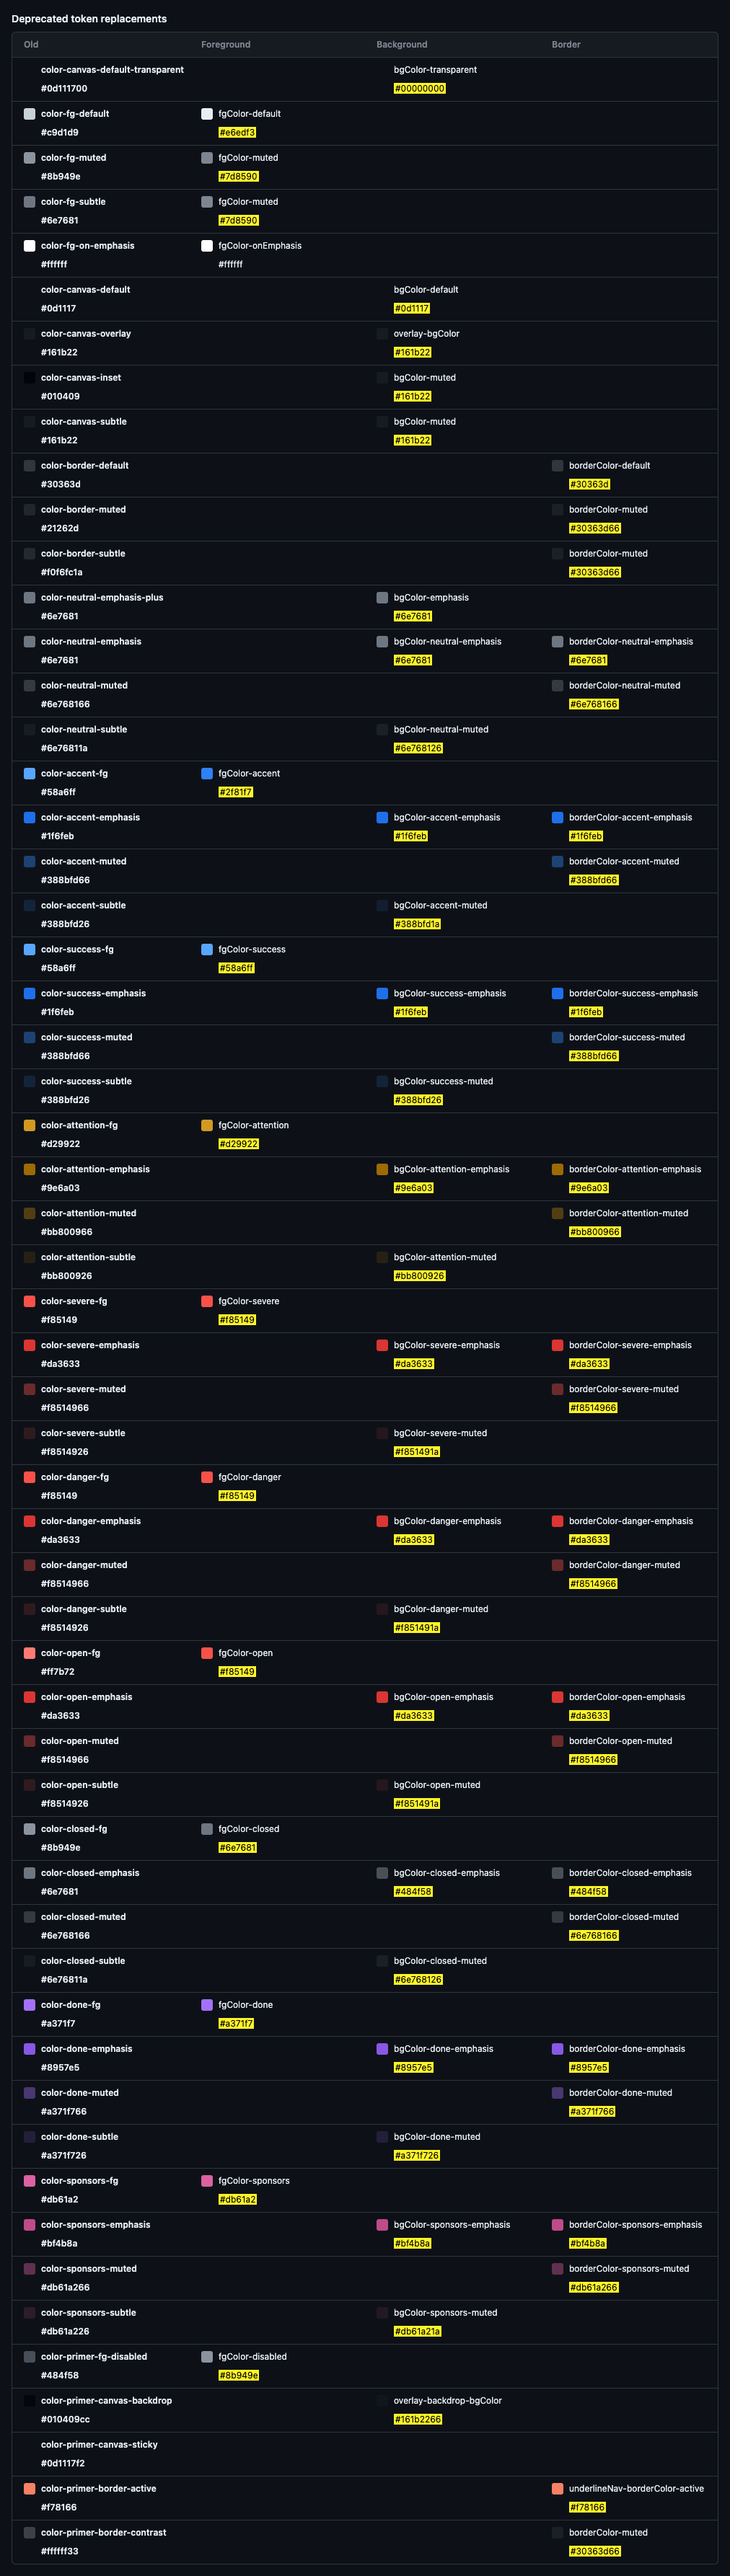 Deprecated token replacements
Old Foreground Background Border
color-canvas-default-transparent bgColor-transparent
#0d111700 #00000000
color-fg-default fgColor-default
#c9d1d9 #e6edf3
color-fg-muted fgColor-muted
#8b949e #7d8590
color-fg-subtle fgColor-muted
#6e7681 #7d8590
color-fg-on-emphasis fgColor-onEmphasis
#ffffff #ffffff
color-canvas-default bgColor-default
#0d1117 #0d1117
color-canvas-overlay overlay-bgColor
#161b22 #161b22
color-canvas-inset bgColor-muted
#010409 #161b22
color-canvas-subtle bgColor-muted
#161b22 #161b22
color-border-default borderColor-default
#30363d #30363d
color-border-muted borderColor-muted
#21262d #30363d66
color-border-subtle borderColor-muted
#f0f6fc1a #30363d66
color-neutral-emphasis-plus bgColor-emphasis
#6e7681 #6e7681
color-neutral-emphasis bgColor-neutral-emphasis borderColor-neutral-emphasis
#6e7681 #6e7681 #6e7681
color-neutral-muted borderColor-neutral-muted
#6e768166 #6e768166
color-neutral-subtle bgColor-neutral-muted
#6e76811a #6e768126
color-accent-fg fgColor-accent
#58a6ff #2f81f7
color-accent-emphasis bgColor-accent-emphasis borderColor-accent-emphasis
#1f6feb #1f6feb #1f6feb
color-accent-muted borderColor-accent-muted
#388bfd66 #388bfd66
color-accent-subtle bgColor-accent-muted
#388bfd26 #388bfd1a
color-success-fg fgColor-success
#58a6ff #58a6ff
color-success-emphasis bgColor-success-emphasis borderColor-success-emphasis
#1f6feb #1f6feb #1f6feb
color-success-muted borderColor-success-muted
#388bfd66 #388bfd66
color-success-subtle bgColor-success-muted
#388bfd26 #388bfd26
color-attention-fg fgColor-attention
#d29922 #d29922
color-attention-emphasis bgColor-attention-emphasis borderColor-attention-emphasis
#9e6a03 #9e6a03 #9e6a03
color-attention-muted borderColor-attention-muted
#bb800966 #bb800966
color-attention-subtle bgColor-attention-muted
#bb800926 #bb800926
color-severe-fg fgColor-severe
#f85149 #f85149
color-severe-emphasis bgColor-severe-emphasis borderColor-severe-emphasis
#da3633 #da3633 #da3633
color-severe-muted borderColor-severe-muted
#f8514966 #f8514966
color-severe-subtle bgColor-severe-muted
#f8514926 #f851491a
color-danger-fg fgColor-danger
#f85149 #f85149
color-danger-emphasis bgColor-danger-emphasis borderColor-danger-emphasis
#da3633 #da3633 #da3633
color-danger-muted borderColor-danger-muted
#f8514966 #f8514966
color-danger-subtle bgColor-danger-muted
#f8514926 #f851491a
color-open-fg fgColor-open
#ff7b72 #f85149
color-open-emphasis bgColor-open-emphasis borderColor-open-emphasis
#da3633 #da3633 #da3633
color-open-muted borderColor-open-muted
#f8514966 #f8514966
color-open-subtle bgColor-open-muted
#f8514926 #f851491a
color-closed-fg fgColor-closed
#8b949e #6e7681
color-closed-emphasis bgColor-closed-emphasis borderColor-closed-emphasis
#6e7681 #484f58 #484f58
color-closed-muted borderColor-closed-muted
#6e768166 #6e768166
color-closed-subtle bgColor-closed-muted
#6e76811a #6e768126
color-done-fg fgColor-done
#a371f7 #a371f7
color-done-emphasis bgColor-done-emphasis borderColor-done-emphasis
#8957e5 #8957e5 #8957e5
color-done-muted borderColor-done-muted
#a371f766 #a371f766
color-done-subtle bgColor-done-muted
#a371f726 #a371f726
color-sponsors-fg fgColor-sponsors
#db61a2 #db61a2
color-sponsors-emphasis bgColor-sponsors-emphasis borderColor-sponsors-emphasis
#bf4b8a #bf4b8a #bf4b8a
color-sponsors-muted borderColor-sponsors-muted
#db61a266 #db61a266
color-sponsors-subtle bgColor-sponsors-muted
#db61a226 #db61a21a
color-primer-fg-disabled fgColor-disabled
#484f58 #8b949e
color-primer-canvas-backdrop overlay-backdrop-bgColor
#010409cc #161b2266
color-primer-canvas-sticky
#0d1117f2
color-primer-border-active underlineNav-borderColor-active
#f78166 #f78166
color-primer-border-contrast borderColor-muted
#ffffff33 #30363d66